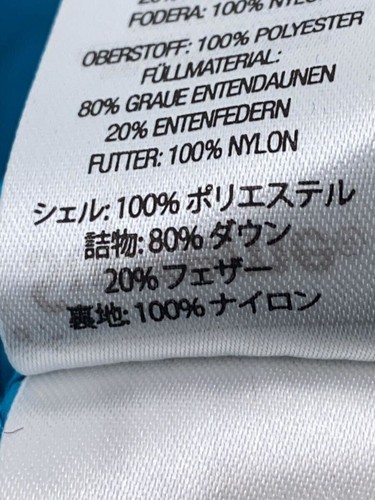 FODERA: 100% NYLON
OBERSTOFF: 100% POLYESTER
FÜLLMATERIAL:
80% GRAUE ENTENDAUNEN
20% ENTENFEDERN
FUTTER: 100% NYLON
シェル: 100% ポリエステル
詰物: 80% ダウン
20% フェザー
裏地: 100% ナイロン